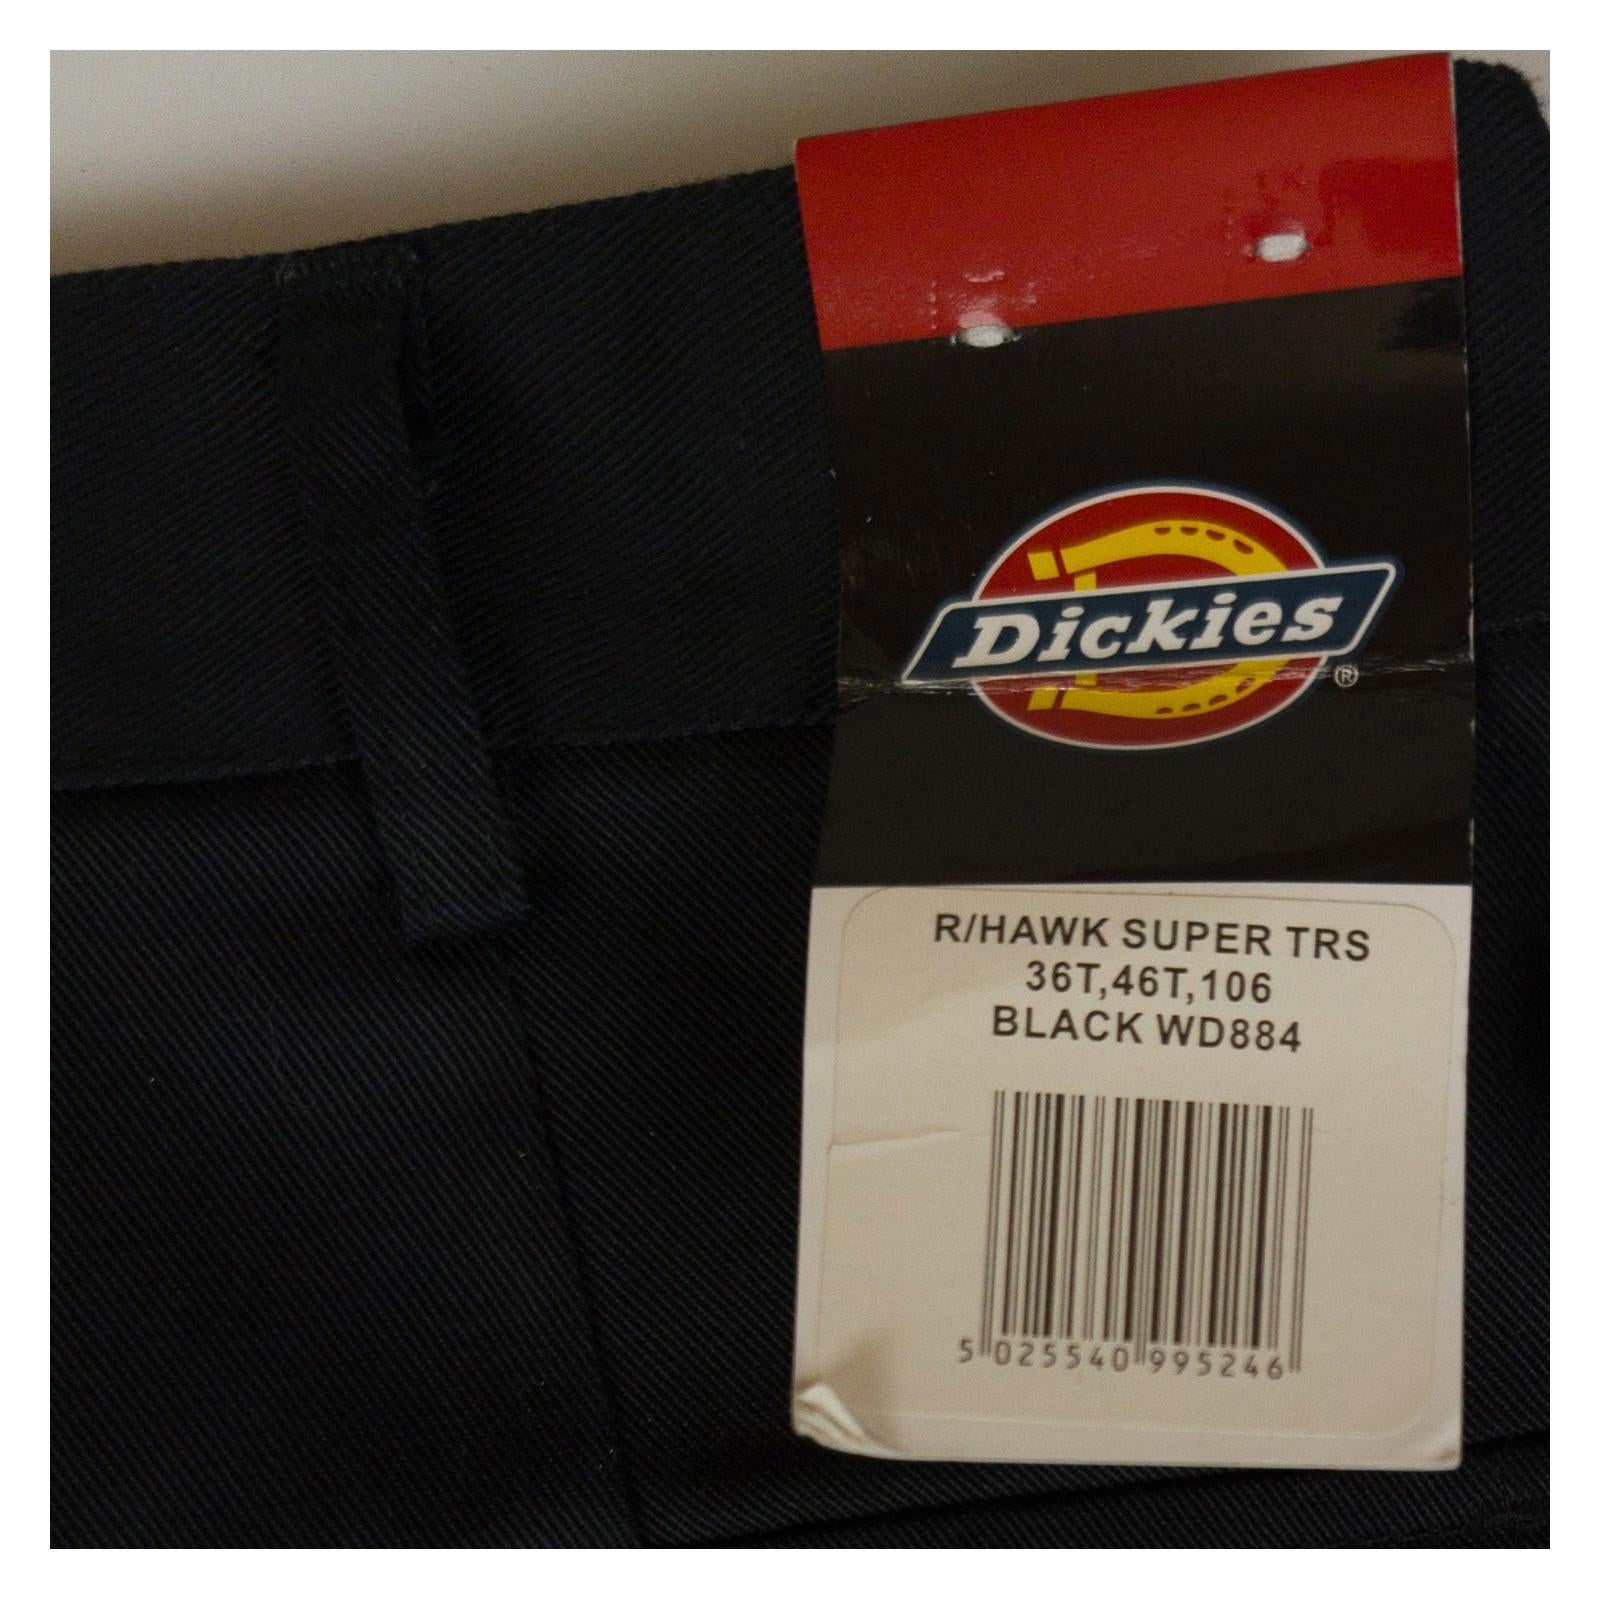 Dickies
®
R/HAWK SUPER TRS
36T,46T,106
BLACK WD884
5 025540 995246